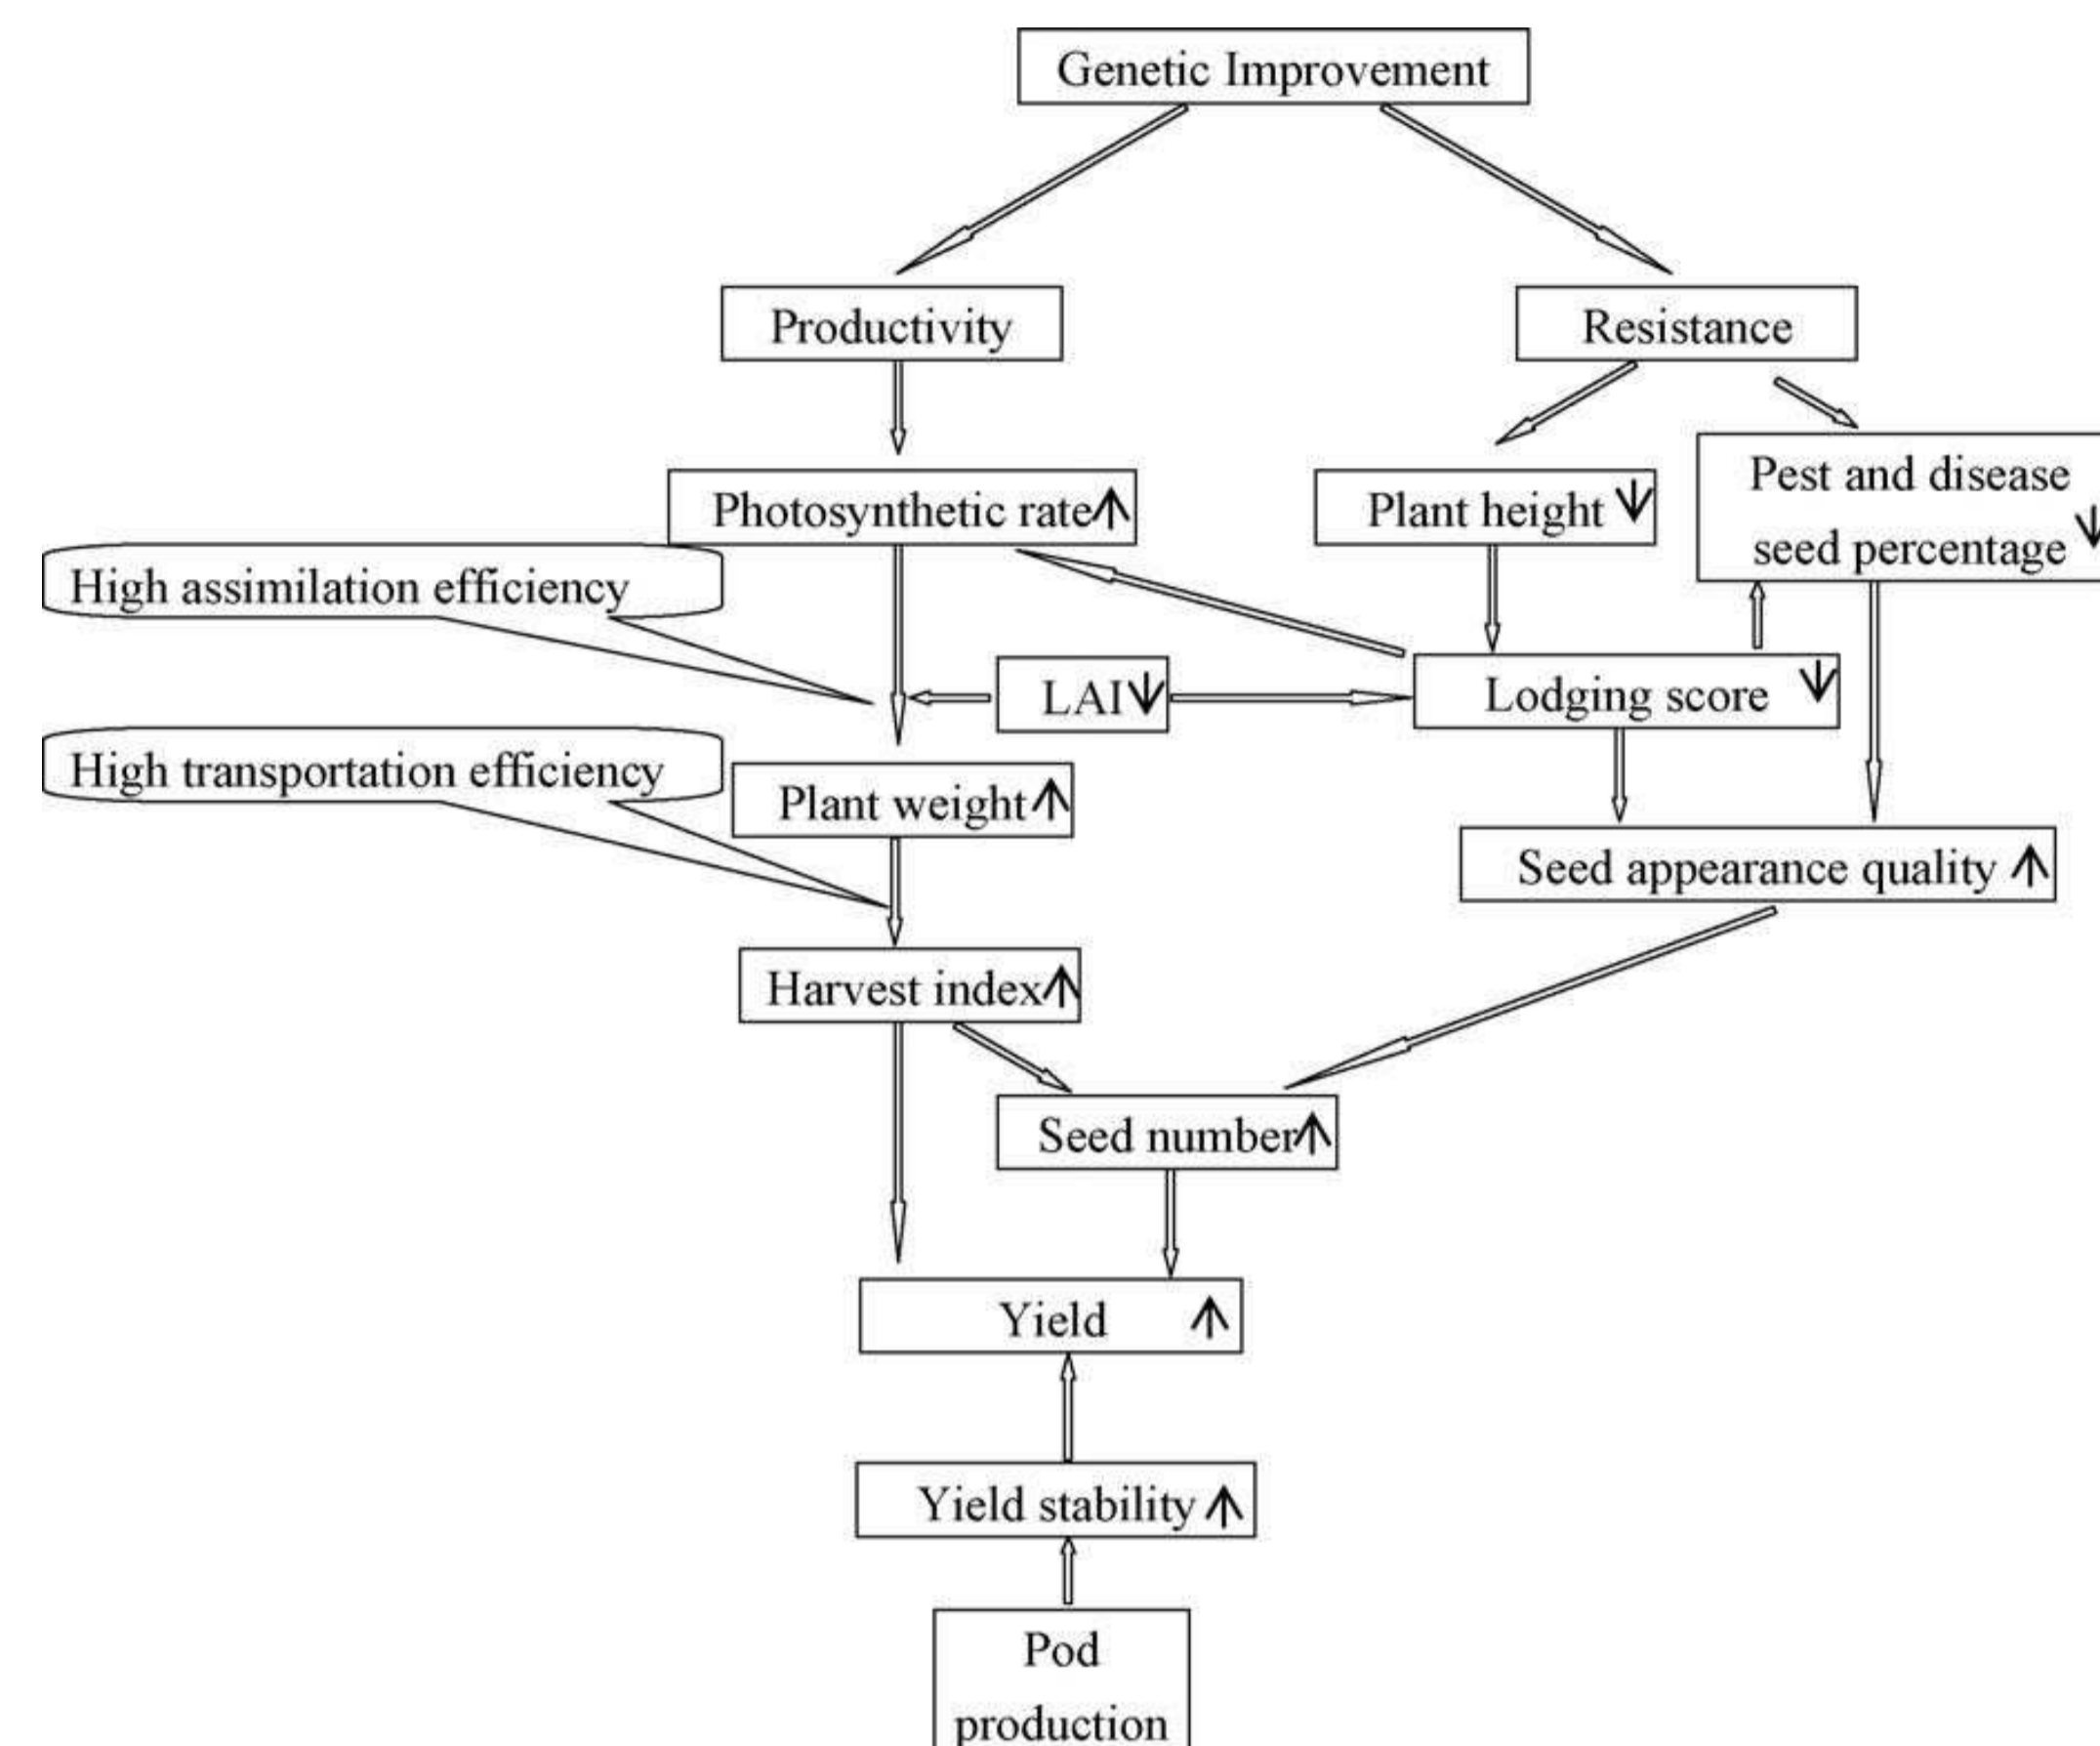 Genetic Improvement
Productivity
Resistance
Photosynthetic rate↑
Plant height ↓
Pest and disease
seed percentage ↓
High assimilation efficiency
LAI↓
Lodging score ↓
High transportation efficiency
Plant weight↑
Seed appearance quality ↑
Harvest index↑
Seed number↑
Yield ↑
Yield stability↑
Pod
production